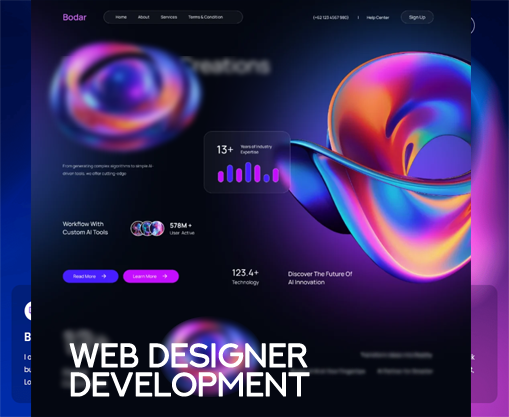 Bodar
Home About Services Terms & Condition
(+62 123 4567 890) | Help Center
Sign Up
Creations
13+ Years of Industry
Expertise
From generating complex algorithms to simple AI
driven tools, we offer cutting-edge
Workflow With
Custom AI Tools
578M +
User Active
Read More →
Learn More →
123.4+
Technology
Discover The Future Of
AI Innovation
WEB DESIGNER
DEVELOPMENT